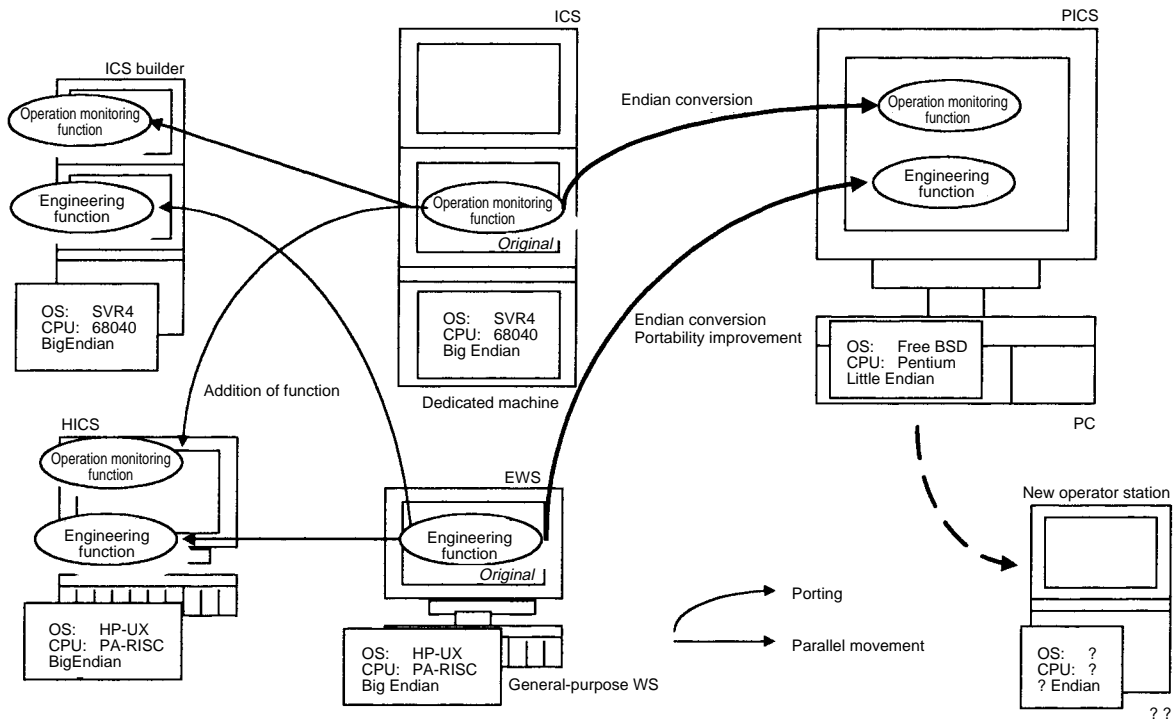 ICS
PICS
ICS builder
Operation monitoring
function
Engineering
function
OS: SVR4
CPU: 68040
BigEndian
Operation monitoring
function
Original
OS: SVR4
CPU: 68040
Big Endian
Dedicated machine
Endian conversion
Operation monitoring
function
Engineering
function
Endian conversion
Portability improvement
OS: Free BSD
CPU: Pentium
Little Endian
PC
Addition of function
HICS
Operation monitoring
function
Engineering
function
OS: HP-UX
CPU: PA-RISC
BigEndian
EWS
Engineering
function
Original
OS: HP-UX
CPU: PA-RISC
Big Endian
General-purpose WS
Porting
Parallel movement
New operator station
OS: ?
CPU: ?
? Endian
? ?